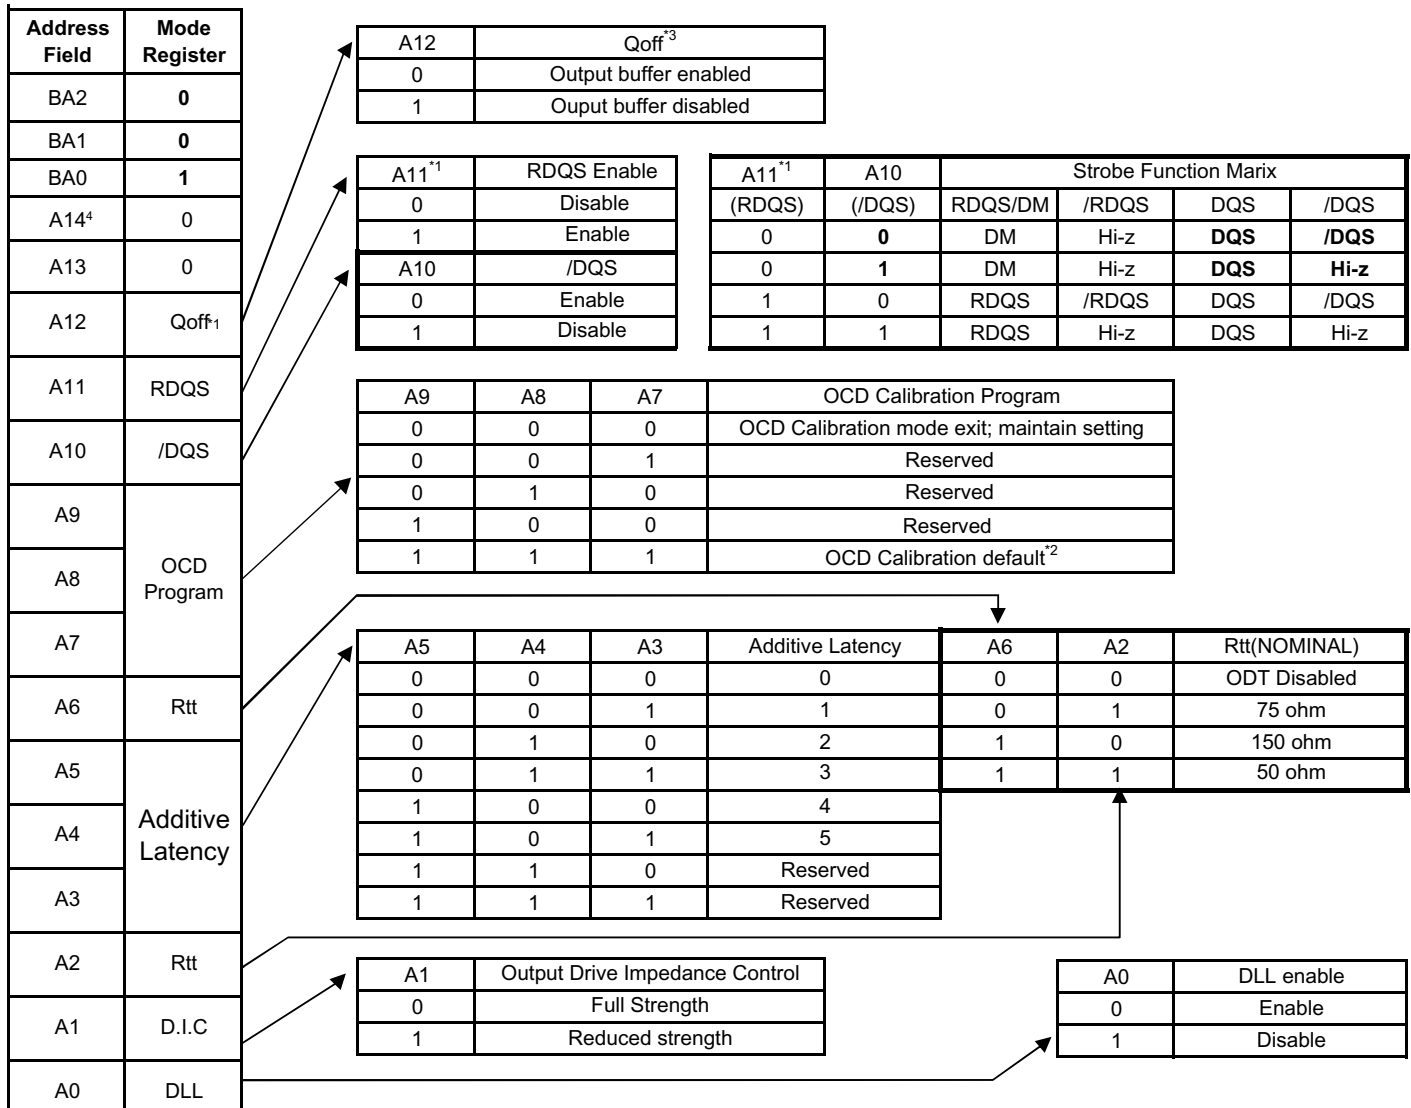 Address Field Mode Register
BA2 0
BA1 0
BA0 1
A14⁴ 0
A13 0
A12 Qoff*1
A11 RDQS
A10 /DQS
A9
A8 OCD Program
A7
A6 Rtt
A5
A4 Additive Latency
A3
A2 Rtt
A1 D.I.C
A0 DLL
A12 Qoff*3
0 Output buffer enabled
1 Ouput buffer disabled
A11*1 RDQS Enable
0 Disable
1 Enable
A10 /DQS
0 Enable
1 Disable
A11*1 A10 Strobe Function Marix
(RDQS) (/DQS) RDQS/DM /RDQS DQS /DQS
0 0 DM Hi-z DQS /DQS
0 1 DM Hi-z DQS Hi-z
1 0 RDQS /RDQS DQS /DQS
1 1 RDQS Hi-z DQS Hi-z
A9 A8 A7 OCD Calibration Program
0 0 0 OCD Calibration mode exit; maintain setting
0 0 1 Reserved
0 1 0 Reserved
1 0 0 Reserved
1 1 1 OCD Calibration default*2
A5 A4 A3 Additive Latency
0 0 0 0
0 0 1 1
0 1 0 2
0 1 1 3
1 0 0 4
1 0 1 5
1 1 0 Reserved
1 1 1 Reserved
A6 A2 Rtt(NOMINAL)
0 0 ODT Disabled
0 1 75 ohm
1 0 150 ohm
1 1 50 ohm
A1 Output Drive Impedance Control
0 Full Strength
1 Reduced strength
A0 DLL enable
0 Enable
1 Disable